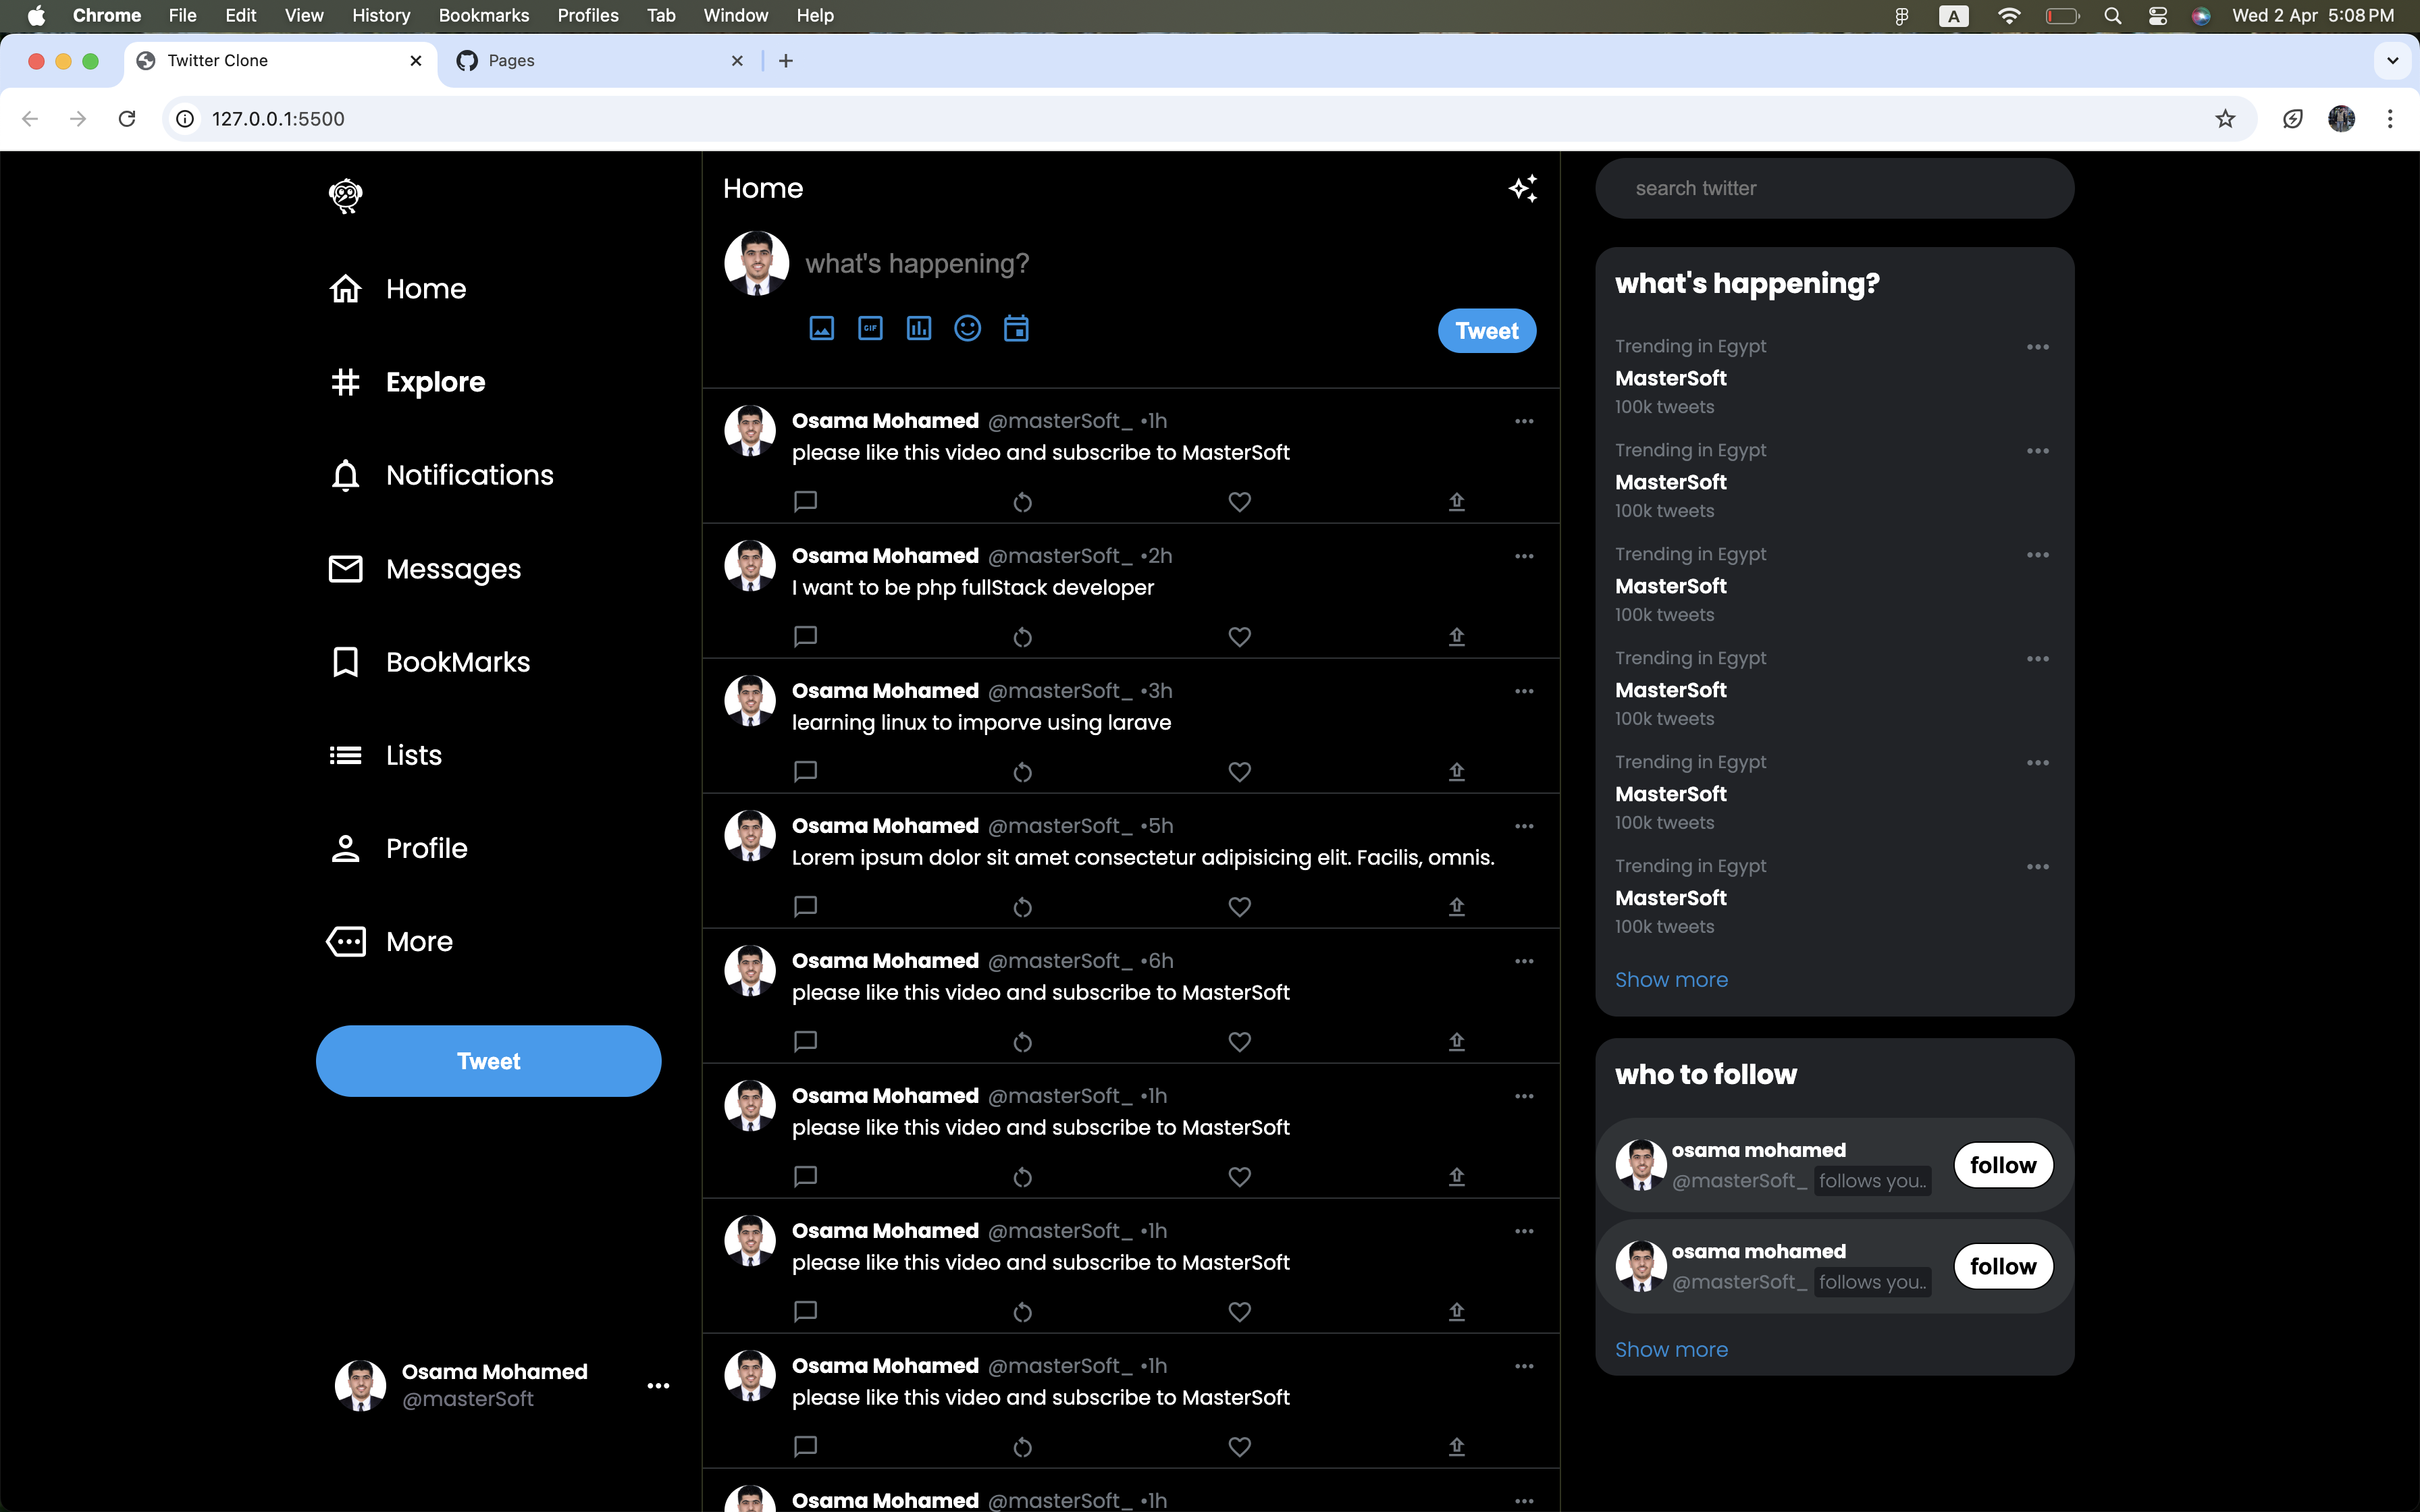 Chrome File Edit View History Bookmarks Profiles Tab Window Help A Wed 2 Apr 5:08 PM
Twitter Clone Pages
127.0.0.1:5500
Home
Explore
Notifications
Messages
BookMarks
Lists
Profile
More
Tweet
Osama Mohamed
@masterSoft
Home
what's happening?
GIF
Tweet
Osama Mohamed @masterSoft_ •1h
please like this video and subscribe to MasterSoft
Osama Mohamed @masterSoft_ •2h
I want to be php fullStack developer
Osama Mohamed @masterSoft_ •3h
learning linux to imporve using larave
Osama Mohamed @masterSoft_ •5h
Lorem ipsum dolor sit amet consectetur adipisicing elit. Facilis, omnis.
Osama Mohamed @masterSoft_ •6h
please like this video and subscribe to MasterSoft
Osama Mohamed @masterSoft_ •1h
please like this video and subscribe to MasterSoft
Osama Mohamed @masterSoft_ •1h
please like this video and subscribe to MasterSoft
Osama Mohamed @masterSoft_ •1h
please like this video and subscribe to MasterSoft
Osama Mohamed @masterSoft_ •1h
search twitter
what's happening?
Trending in Egypt
MasterSoft
100k tweets
Trending in Egypt
MasterSoft
100k tweets
Trending in Egypt
MasterSoft
100k tweets
Trending in Egypt
MasterSoft
100k tweets
Trending in Egypt
MasterSoft
100k tweets
Trending in Egypt
MasterSoft
100k tweets
Show more
who to follow
osama mohamed
@masterSoft_ follows you..
follow
osama mohamed
@masterSoft_ follows you..
follow
Show more